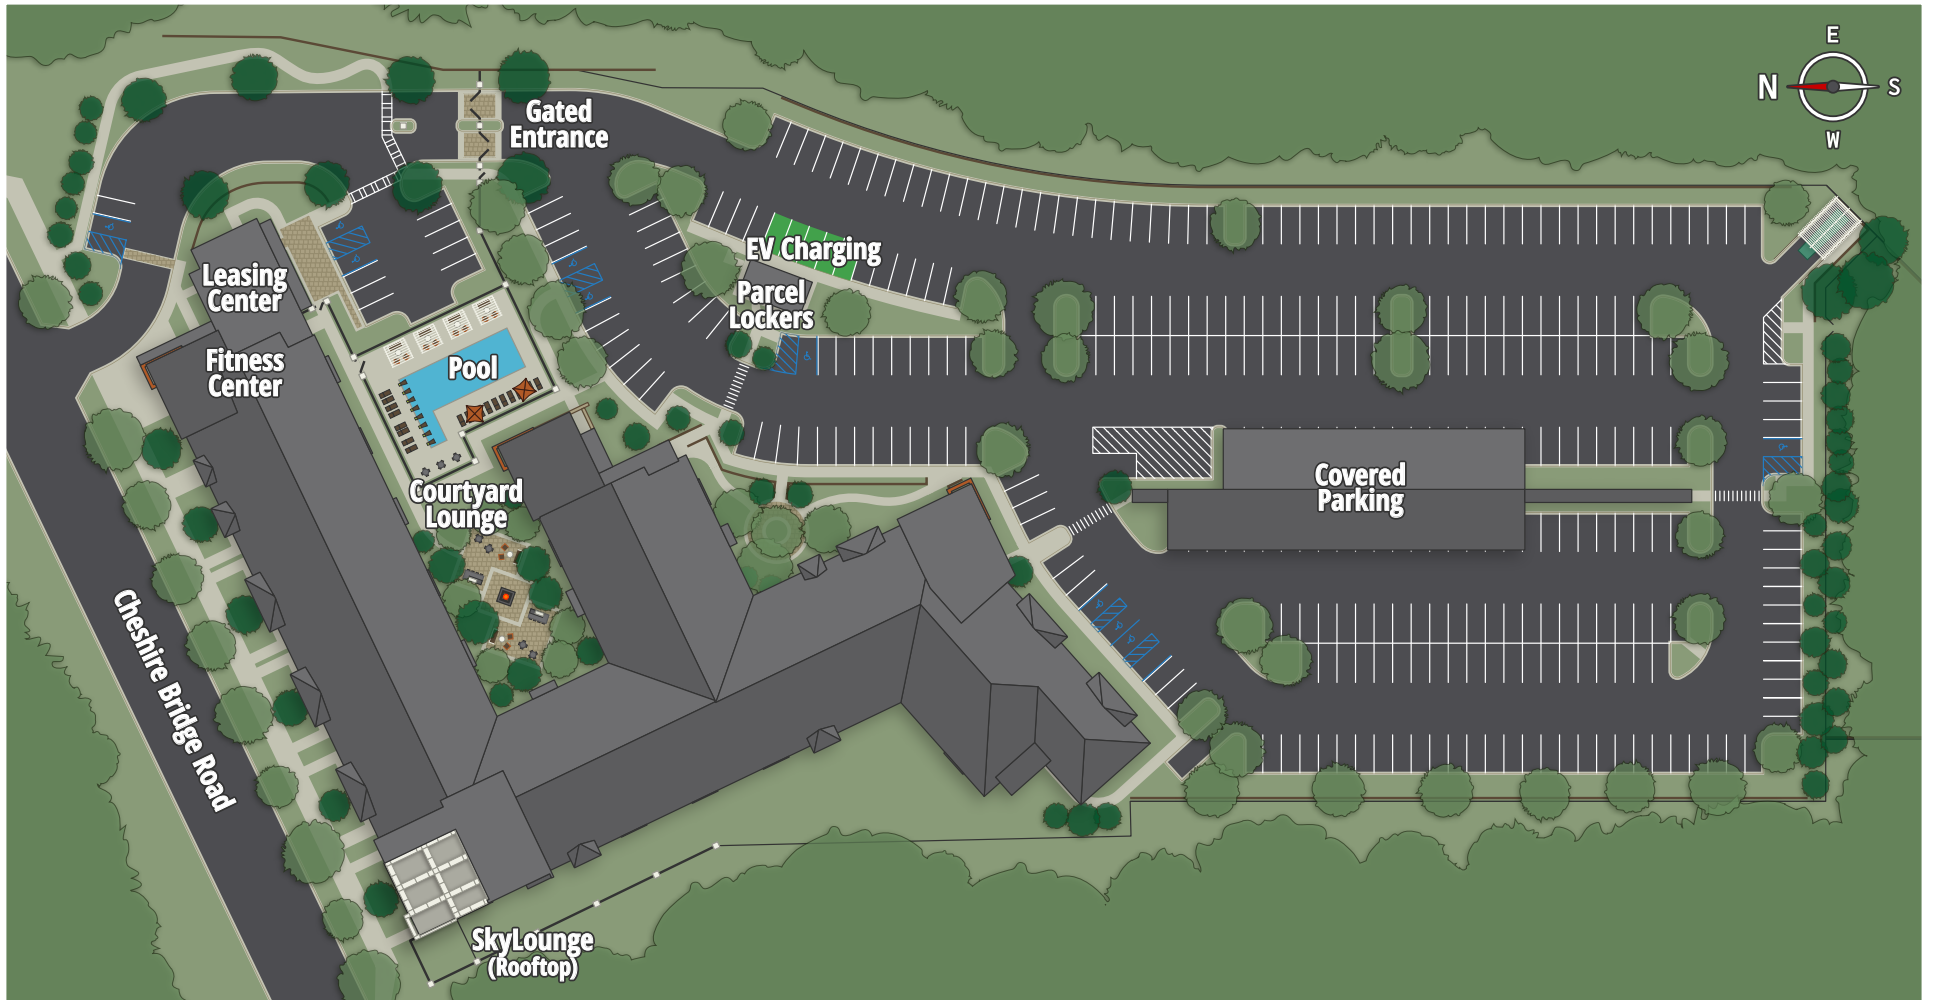 E
N
S
W
Gated
Entrance
EV Charging
Parcel
Lockers
Leasing
Center
Fitness
Center
Pool
Courtyard
Lounge
Covered
Parking
Cheshire Bridge Road
SkyLounge
(Rooftop)